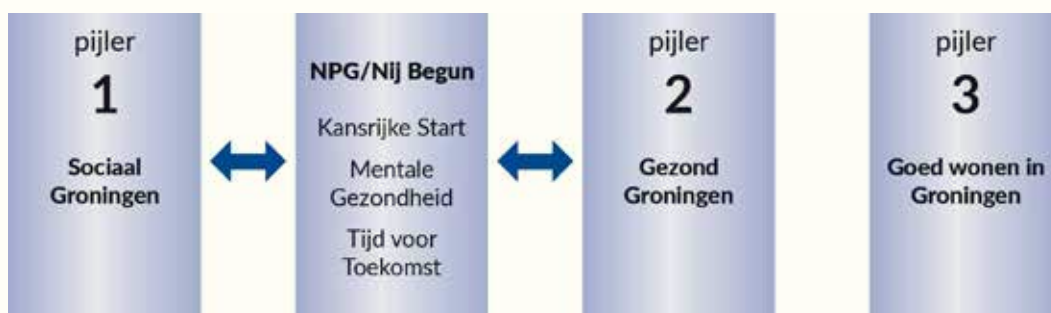 pijler
1
Sociaal
Groningen
NPG/Nij Begun
Kansrijke Start
Mentale
Gezondheid
Tijd voor
Toekomst
pijler
2
Gezond
Groningen
pijler
3
Goed wonen in
Groningen